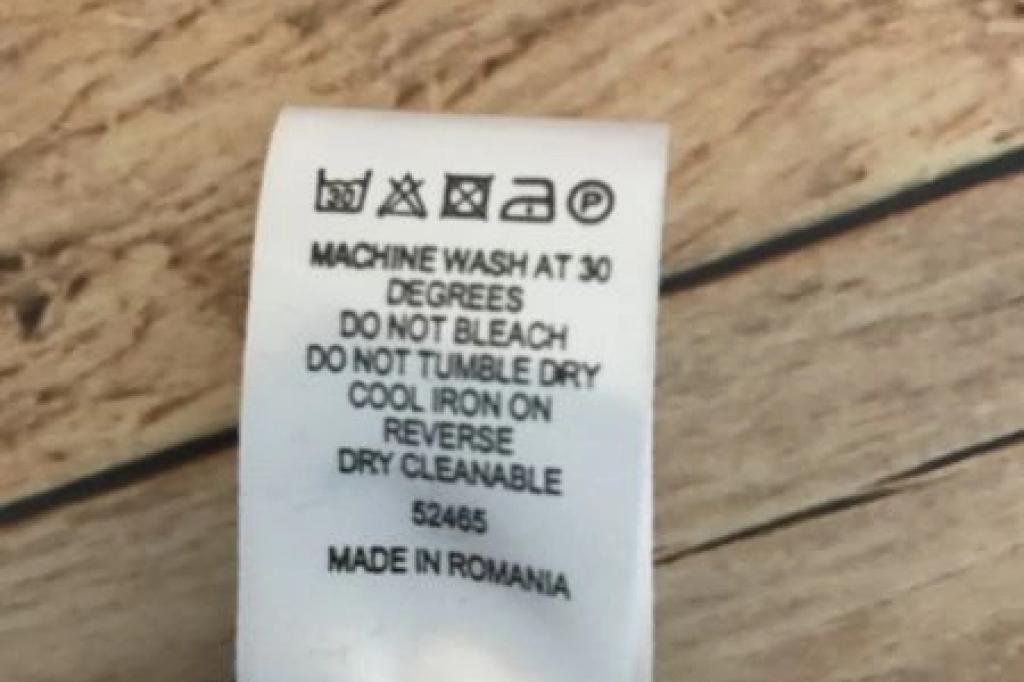 30 P
MACHINE WASH AT 30
DEGREES
DO NOT BLEACH
DO NOT TUMBLE DRY
COOL IRON ON
REVERSE
DRY CLEANABLE
52465
MADE IN ROMANIA